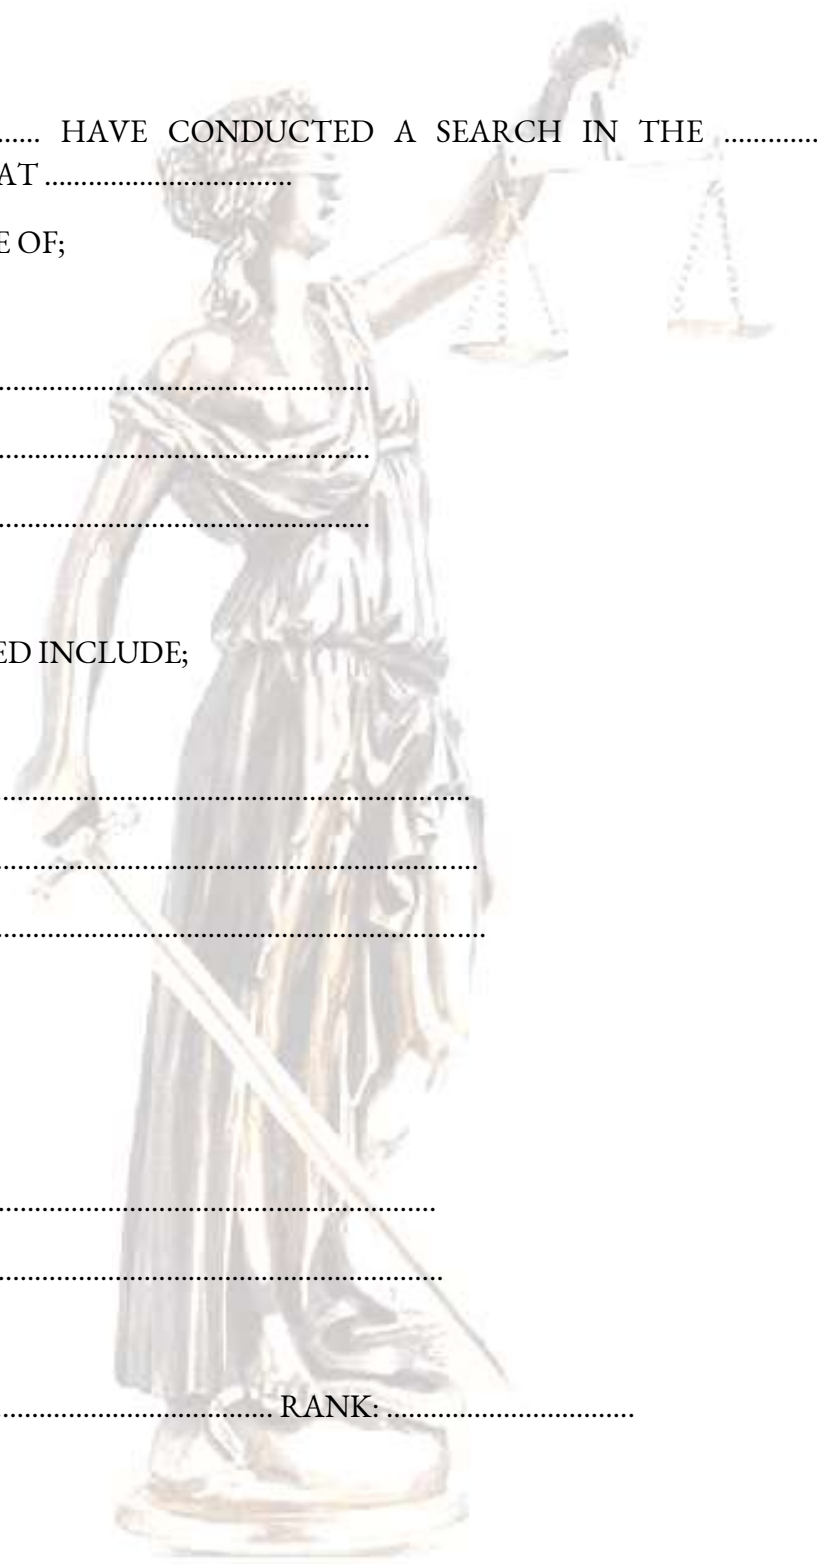 ...... HAVE CONDUCTED A SEARCH IN THE .............
AT ..................................
E OF;
...................................................
...................................................
...................................................
ED INCLUDE;
................................................................
.................................................................
..................................................................
............................................................
.............................................................
..................................... RANK: ..................................